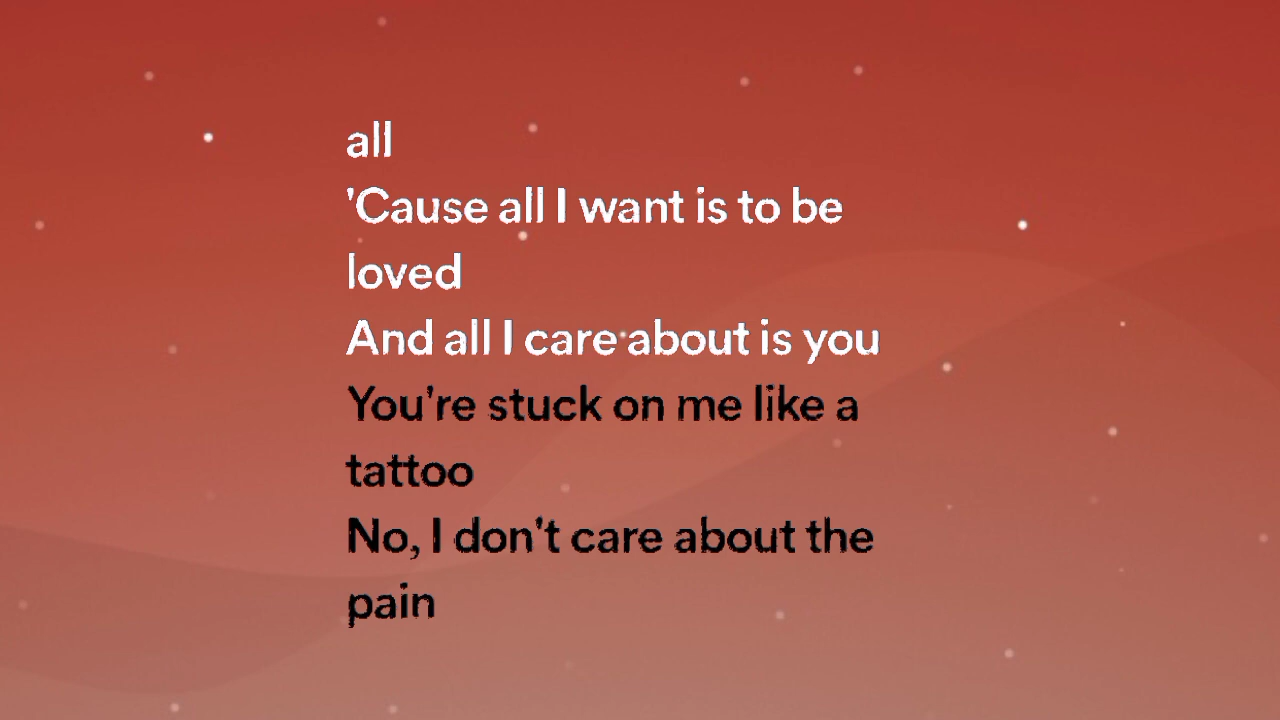 all
'Cause all I want is to be
loved
And all I care about is you
You're stuck on me like a
tattoo
No, I don't care about the
pain